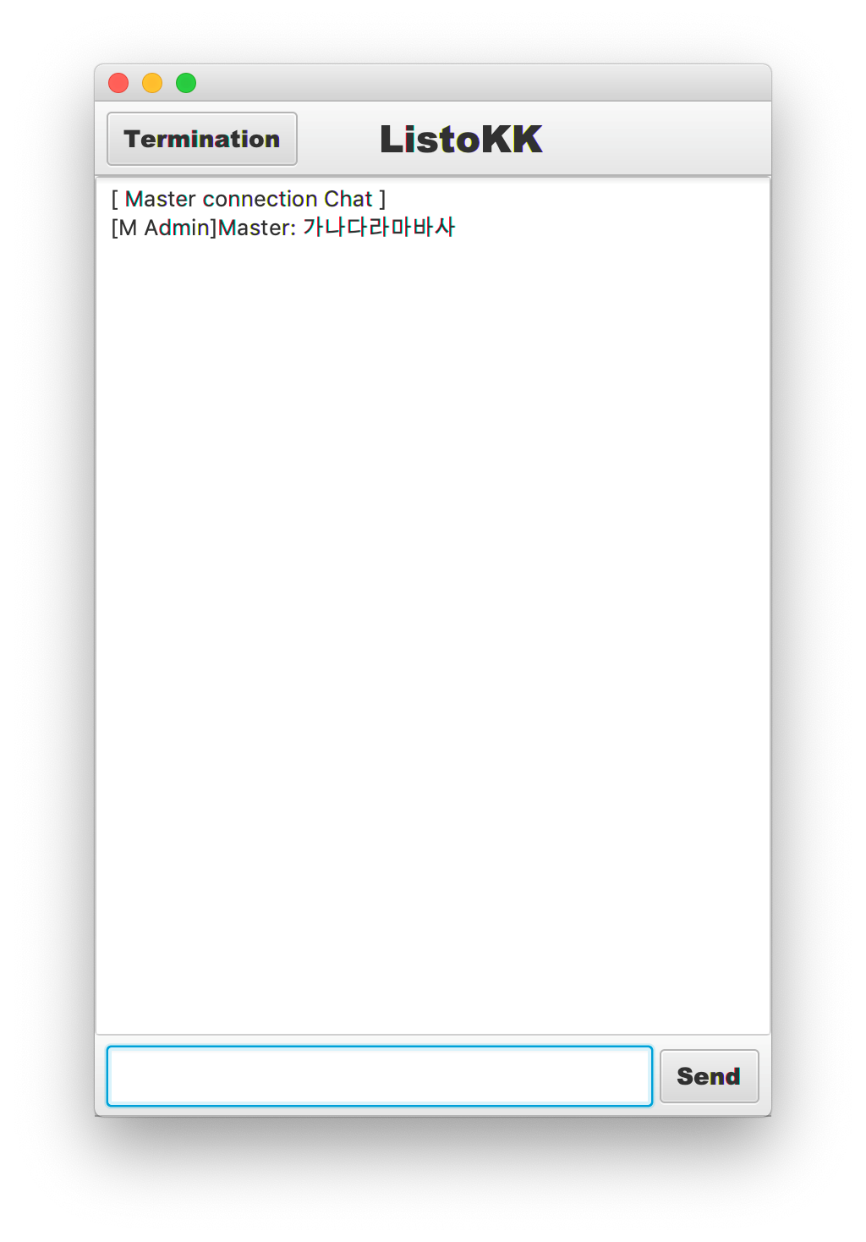 Termination
ListoKK
[ Master connection Chat ]
[M Admin]Master: 가나다라마바사
Send